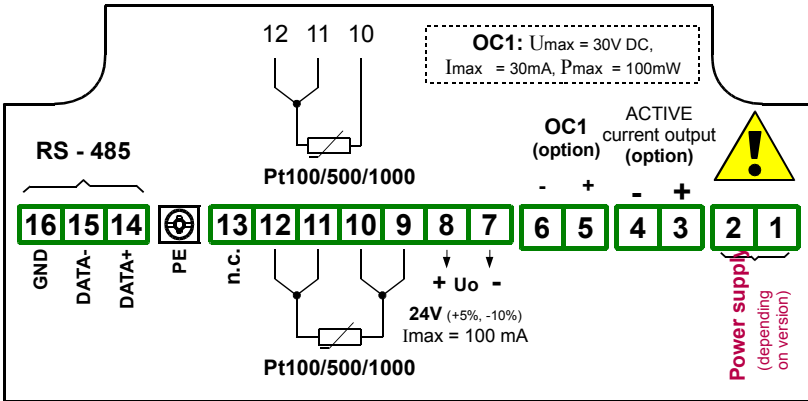 12 11 10
OC1: Umax = 30V DC,
Imax = 30mA, Pmax = 100mW
Pt100/500/1000
RS - 485
OC1
(option)
- +
ACTIVE
current output
(option)
- +
!
16 15 14 13 12 11 10 9 8 7 6 5 4 3 2 1
GND
DATA-
DATA+
PE
n.c.
+ Uo -
24V (+5%, -10%)
Imax = 100 mA
Pt100/500/1000
Power supply
(depending
on version)